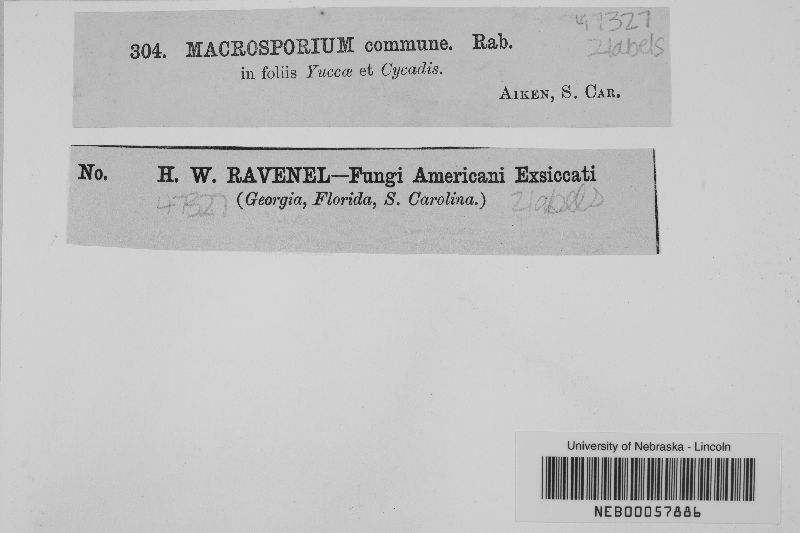 47327
2labels
304. MACROSPORIUM commune. Rab.
in foliis Yuccæ et Cycadis.
AIKEN, S. CAR.
No. H. W. RAVENEL—Fungi Americani Exsiccati
47327 (Georgia, Florida, S. Carolina.) 2labels
University of Nebraska - Lincoln
NEB00057886